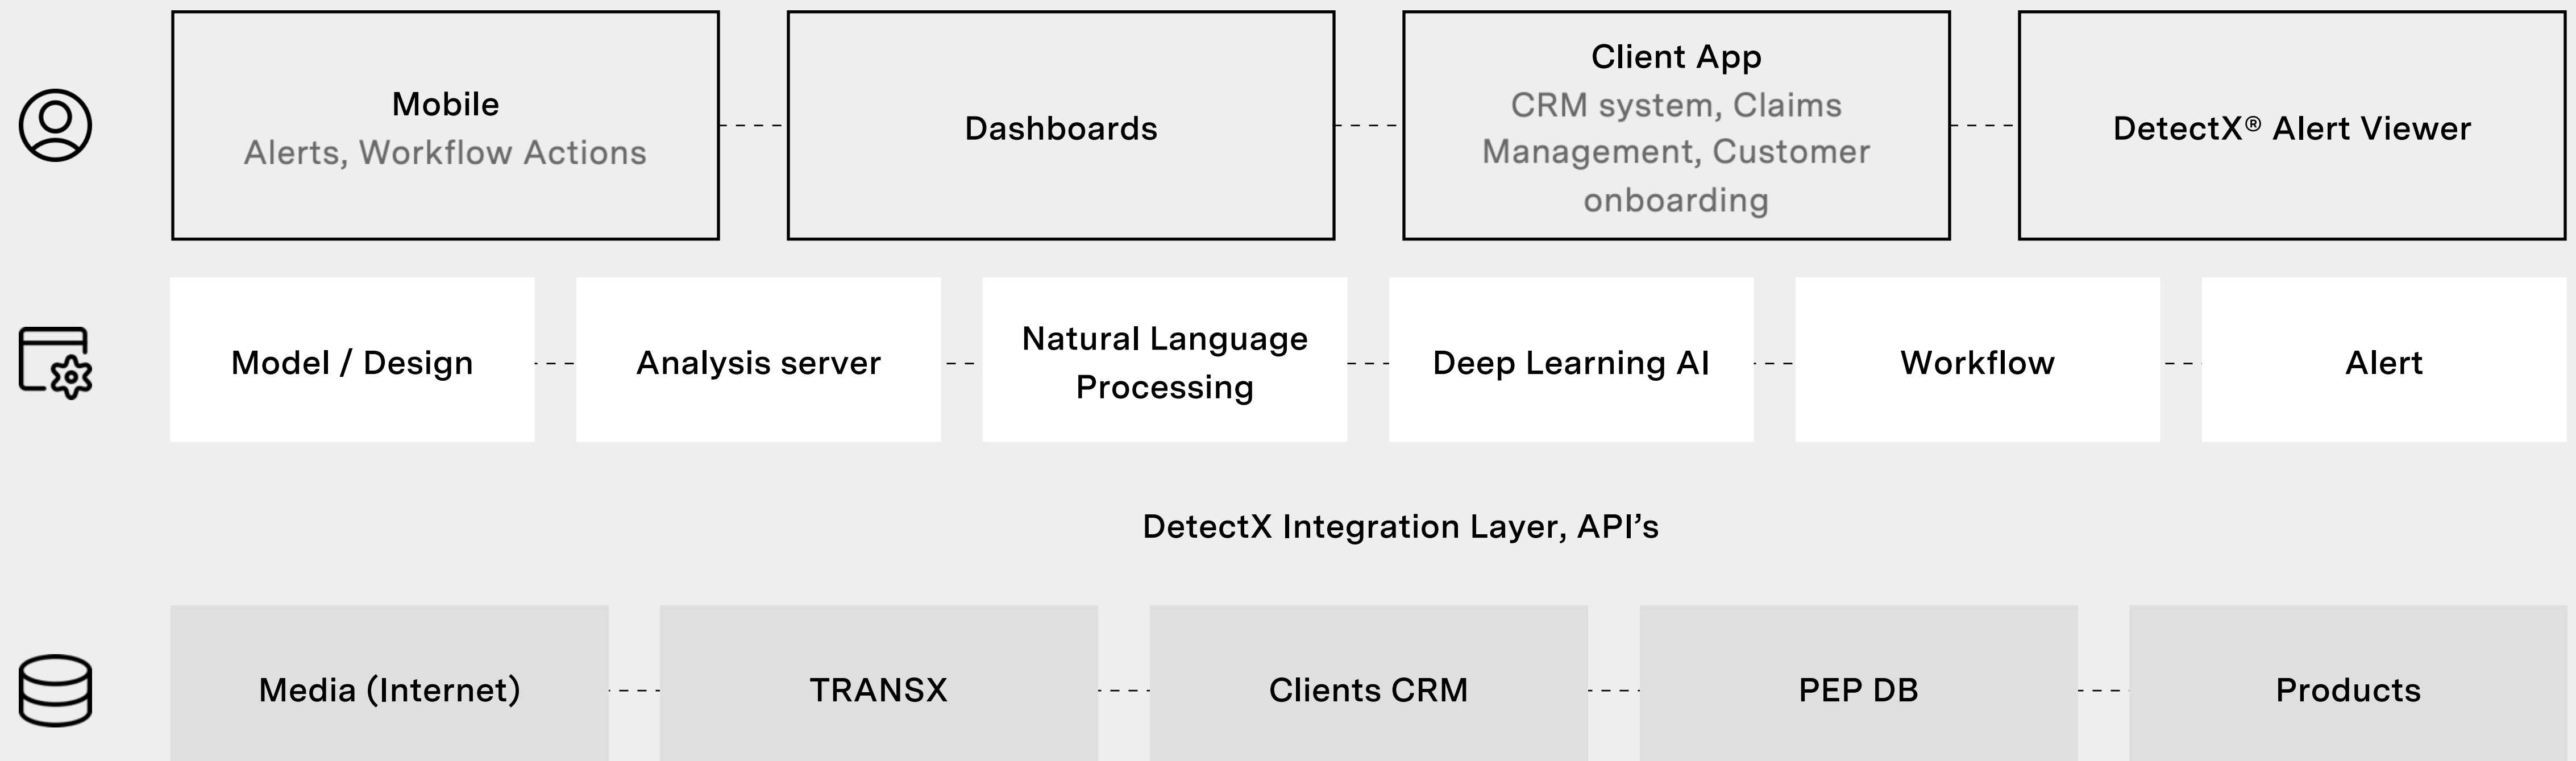 Mobile
Alerts, Workflow Actions
Dashboards
Client App
CRM system, Claims
Management, Customer
onboarding
DetectX® Alert Viewer
Model / Design
Analysis server
Natural Language
Processing
Deep Learning AI
Workflow
Alert
DetectX Integration Layer, API’s
Media (Internet)
TRANSX
Clients CRM
PEP DB
Products